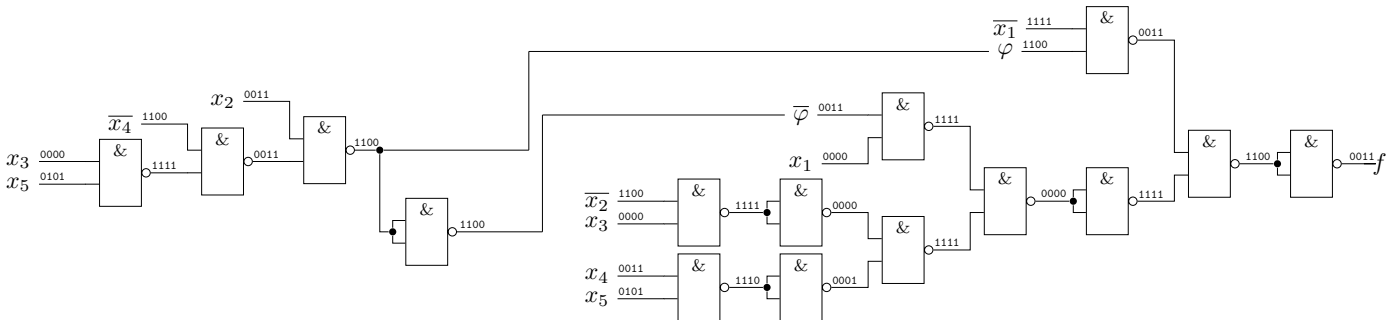 & 
x̅₁ 1111
φ 1100
0011
x₂ 0011
&
φ̅ 0011
&
1111
x̅₄ 1100
&
1100
x₃ 0000
x₅ 0101
&
1111
0011
x₁ 0000
&
1100
&
0011 f
x̅₂ 1100
x₃ 0000
&
1111
&
0000
&
0000
&
1111
&
1100
&
1111
x₄ 0011
x₅ 0101
&
1110
&
0001